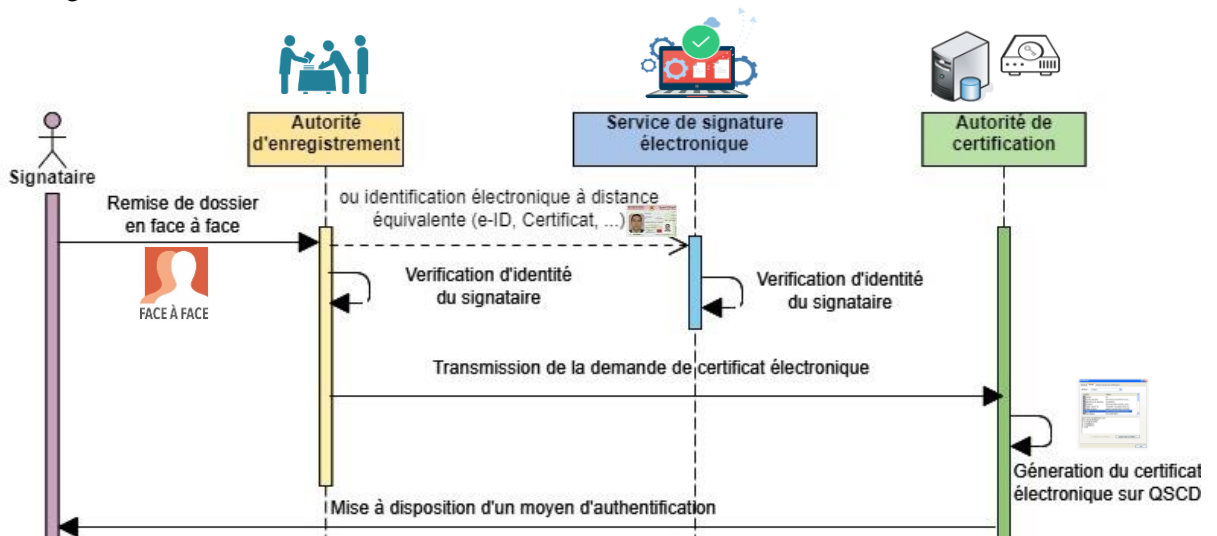 Autorité
d'enregistrement
Service de signature
électronique
Autorité de
certification
Signataire
Remise de dossier
en face à face
ou identification électronique à distance
équivalente (e-ID, Certificat, ...)
FACE À FACE
Verification d'identité
du signataire
Verification d'identité
du signataire
Transmission de la demande de certificat électronique
Géneration du certificat
électronique sur QSCD
Mise à disposition d'un moyen d'authentification